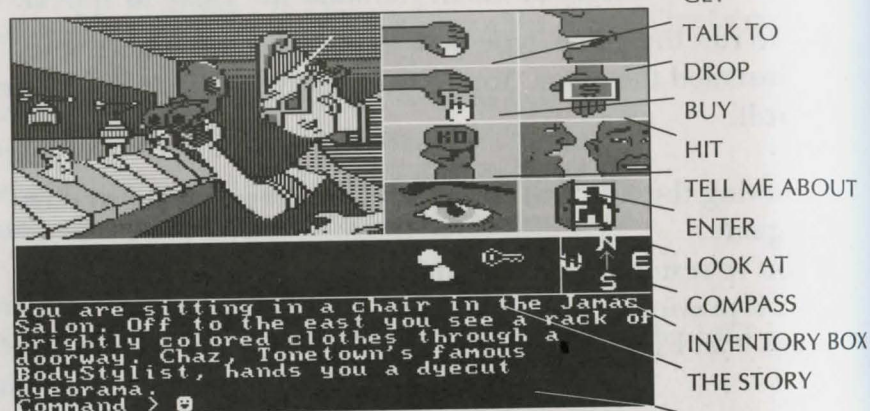 TALK TO
DROP
BUY
HIT
TELL ME ABOUT
ENTER
LOOK AT
COMPASS
INVENTORY BOX
THE STORY
KO
$
N
W E
S
You are sitting in a chair in the Jamac
Salon. Off to the east you see a rack of
brightly colored clothes through a
doorway. Chaz, Tonetown's famous
BodyStylist, hands you a dyecut
dyeorama.
Command >